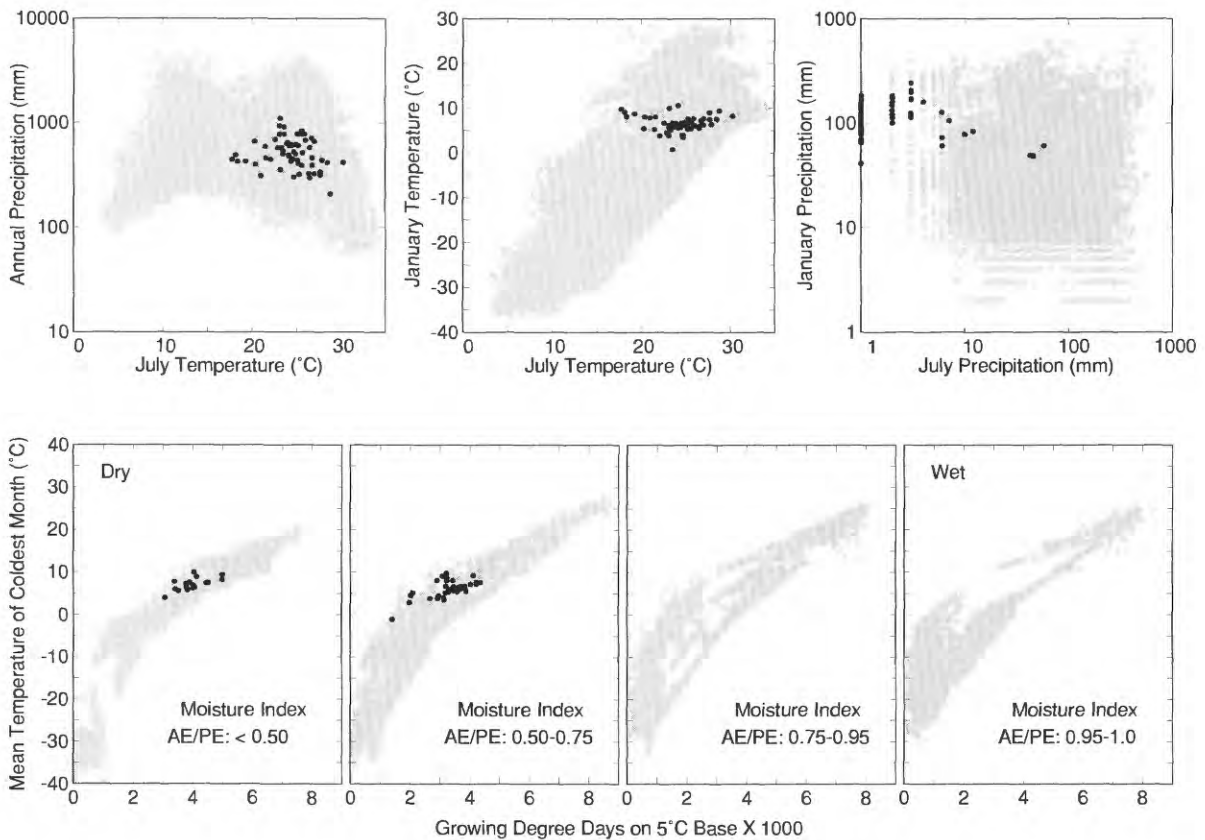 10000
1000
100
10
Annual Precipitation (mm)
0 10 20 30
July Temperature (˚C)
30
20
10
0
-10
-20
-30
-40
January Temperature (˚C)
0 10 20 30
July Temperature (˚C)
1000
100
10
1
January Precipitation (mm)
1 10 100 1000
July Precipitation (mm)
40
30
20
10
0
-10
-20
-30
-40
Mean Temperature of Coldest Month (˚C)
Dry
Moisture Index
AE/PE: < 0.50
0 2 4 6 8
Moisture Index
AE/PE: 0.50-0.75
0 2 4 6 8
Moisture Index
AE/PE: 0.75-0.95
0 2 4 6 8
Wet
Moisture Index
AE/PE: 0.95-1.0
0 2 4 6 8
Growing Degree Days on 5˚C Base X 1000